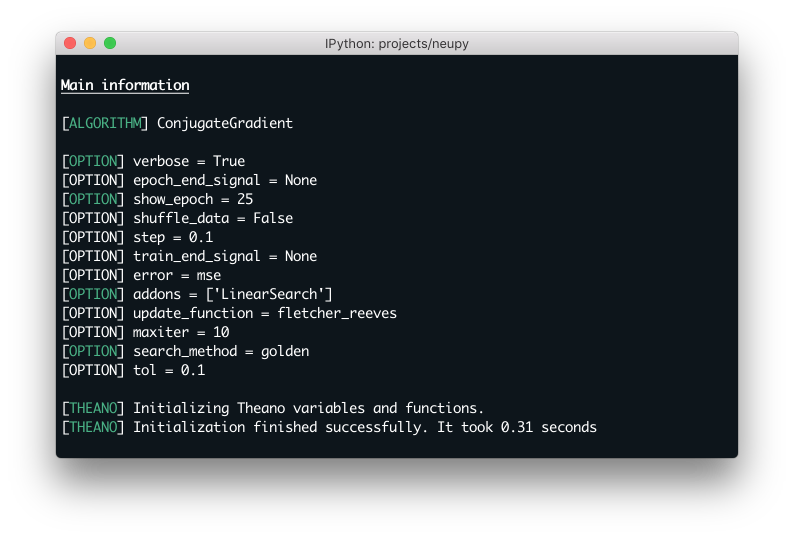 IPython: projects/neupy
Main information
[ALGORITHM] ConjugateGradient
[OPTION] verbose = True
[OPTION] epoch_end_signal = None
[OPTION] show_epoch = 25
[OPTION] shuffle_data = False
[OPTION] step = 0.1
[OPTION] train_end_signal = None
[OPTION] error = mse
[OPTION] addons = ['LinearSearch']
[OPTION] update_function = fletcher_reeves
[OPTION] maxiter = 10
[OPTION] search_method = golden
[OPTION] tol = 0.1
[THEANO] Initializing Theano variables and functions.
[THEANO] Initialization finished successfully. It took 0.31 seconds